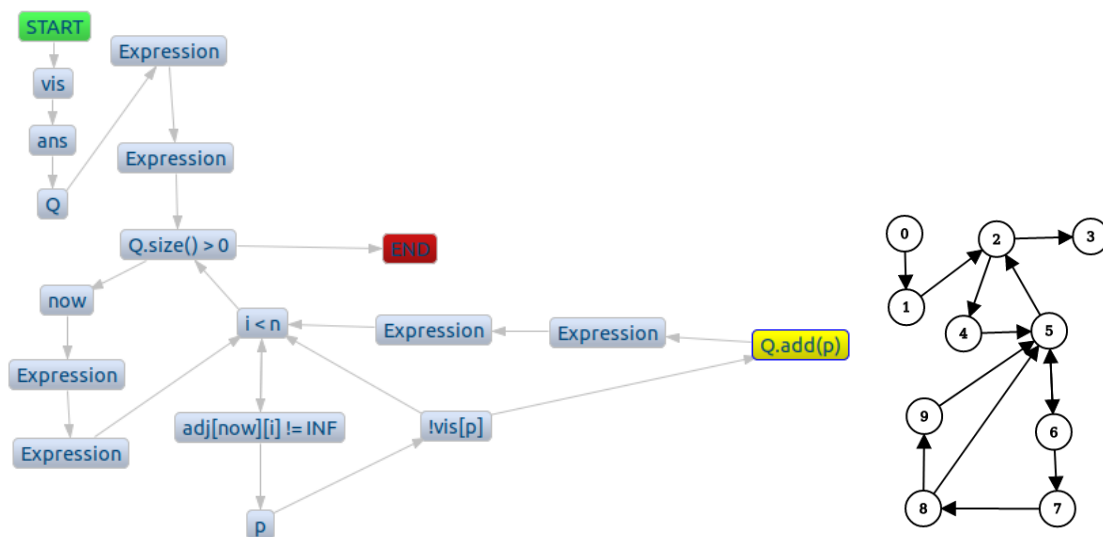 START
vis
ans
Q
Expression
Expression
Q.size() > 0
END
now
Expression
Expression
i < n
Expression
Expression
Q.add(p)
adj[now][i] != INF
!vis[p]
p
0
1
2
3
4
5
9
6
8
7